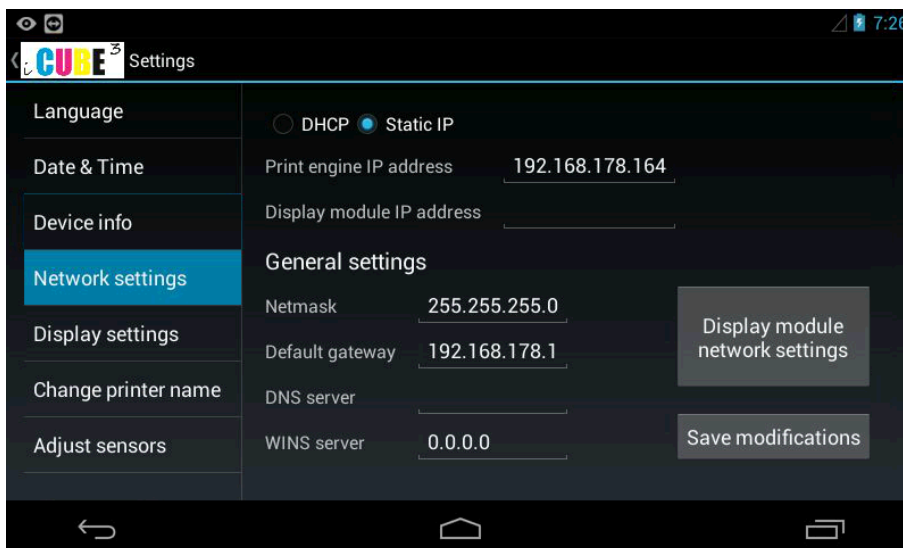 7:26
i CUBE 3 Settings
Language
Date & Time
Device info
Network settings
Display settings
Change printer name
Adjust sensors
DHCP Static IP
Print engine IP address 192.168.178.164
Display module IP address
General settings
Netmask 255.255.255.0
Default gateway 192.168.178.1
DNS server
WINS server 0.0.0.0
Display module
network settings
Save modifications